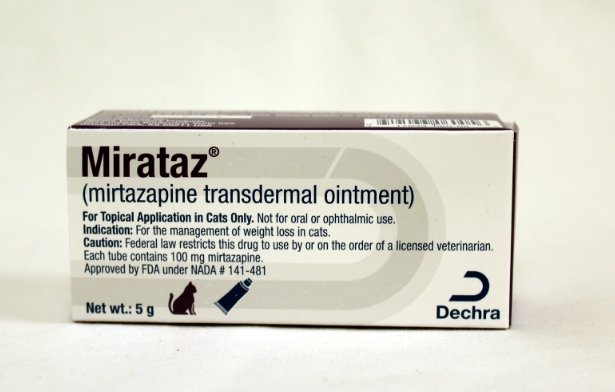 Mirataz®
(mirtazapine transdermal ointment)
For Topical Application in Cats Only. Not for oral or ophthalmic use.
Indication: For the management of weight loss in cats.
Caution: Federal law restricts this drug to use by or on the order of a licensed veterinarian.
Each tube contains 100 mg mirtazapine.
Approved by FDA under NADA # 141-481
Net wt.: 5 g
Dechra